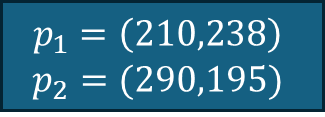 p₁ = (210,238)
p₂ = (290,195)